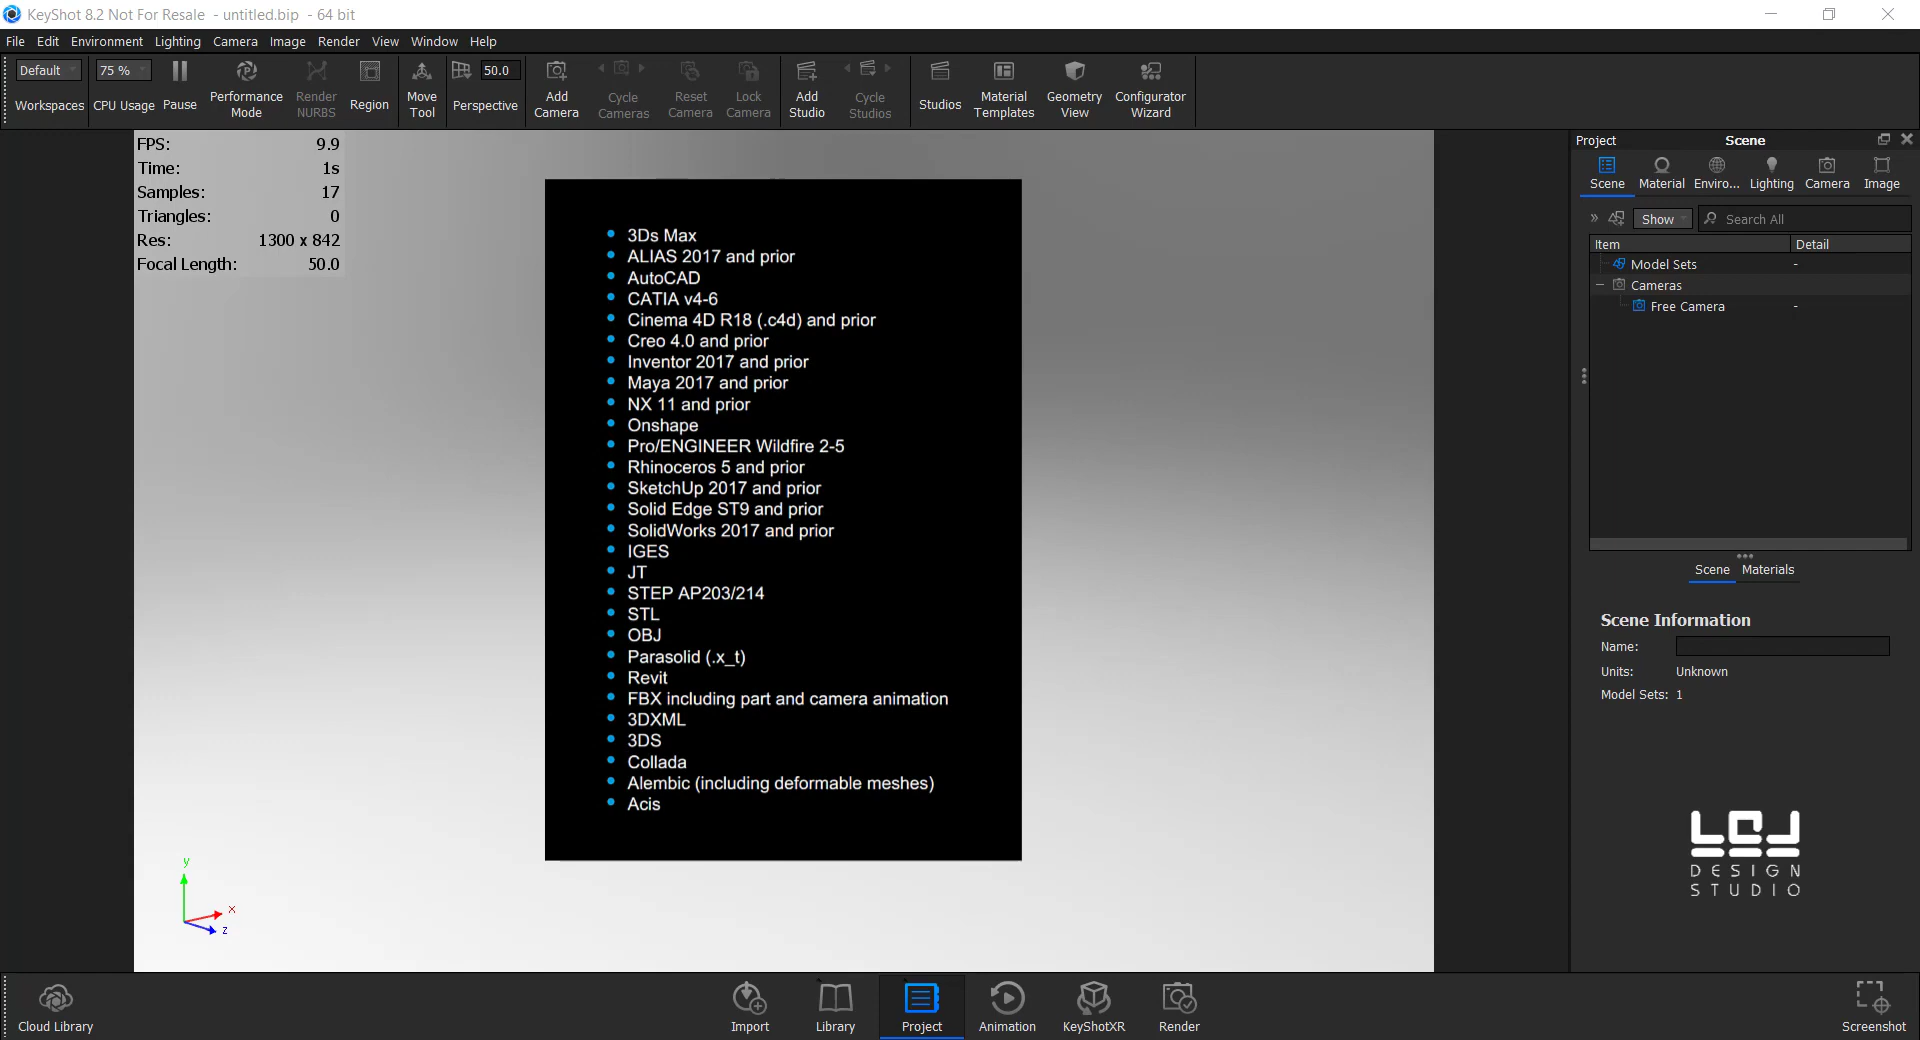 KeyShot 8.2 Not For Resale - untitled.bip - 64 bit
File Edit Environment Lighting Camera Image Render View Window Help
Default
Workspaces
75 %
CPU Usage
Pause
Performance
Mode
Render
NURBS
Region
Move
Tool
50.0
Perspective
Add
Camera
Cycle
Cameras
Reset
Camera
Lock
Camera
Add
Studio
Cycle
Studios
Studios
Material
Templates
Geometry
View
Configurator
Wizard
FPS: 9.9
Time: 1s
Samples: 17
Triangles: 0
Res: 1300 x 842
Focal Length: 50.0
3Ds Max
ALIAS 2017 and prior
AutoCAD
CATIA v4-6
Cinema 4D R18 (.c4d) and prior
Creo 4.0 and prior
Inventor 2017 and prior
Maya 2017 and prior
NX 11 and prior
Onshape
Pro/ENGINEER Wildfire 2-5
Rhinoceros 5 and prior
SketchUp 2017 and prior
Solid Edge ST9 and prior
SolidWorks 2017 and prior
IGES
JT
STEP AP203/214
STL
OBJ
Parasolid (.x_t)
Revit
FBX including part and camera animation
3DXML
3DS
Collada
Alembic (including deformable meshes)
Acis
y
x
z
Project Scene
Scene Material Enviro... Lighting Camera Image
» Show Search All
Item Detail
Model Sets -
Cameras
Free Camera -
Scene Materials
Scene Information
Name:
Units: Unknown
Model Sets: 1
DESIGN
STUDIO
Cloud Library
Import
Library
Project
Animation
KeyShotXR
Render
Screenshot